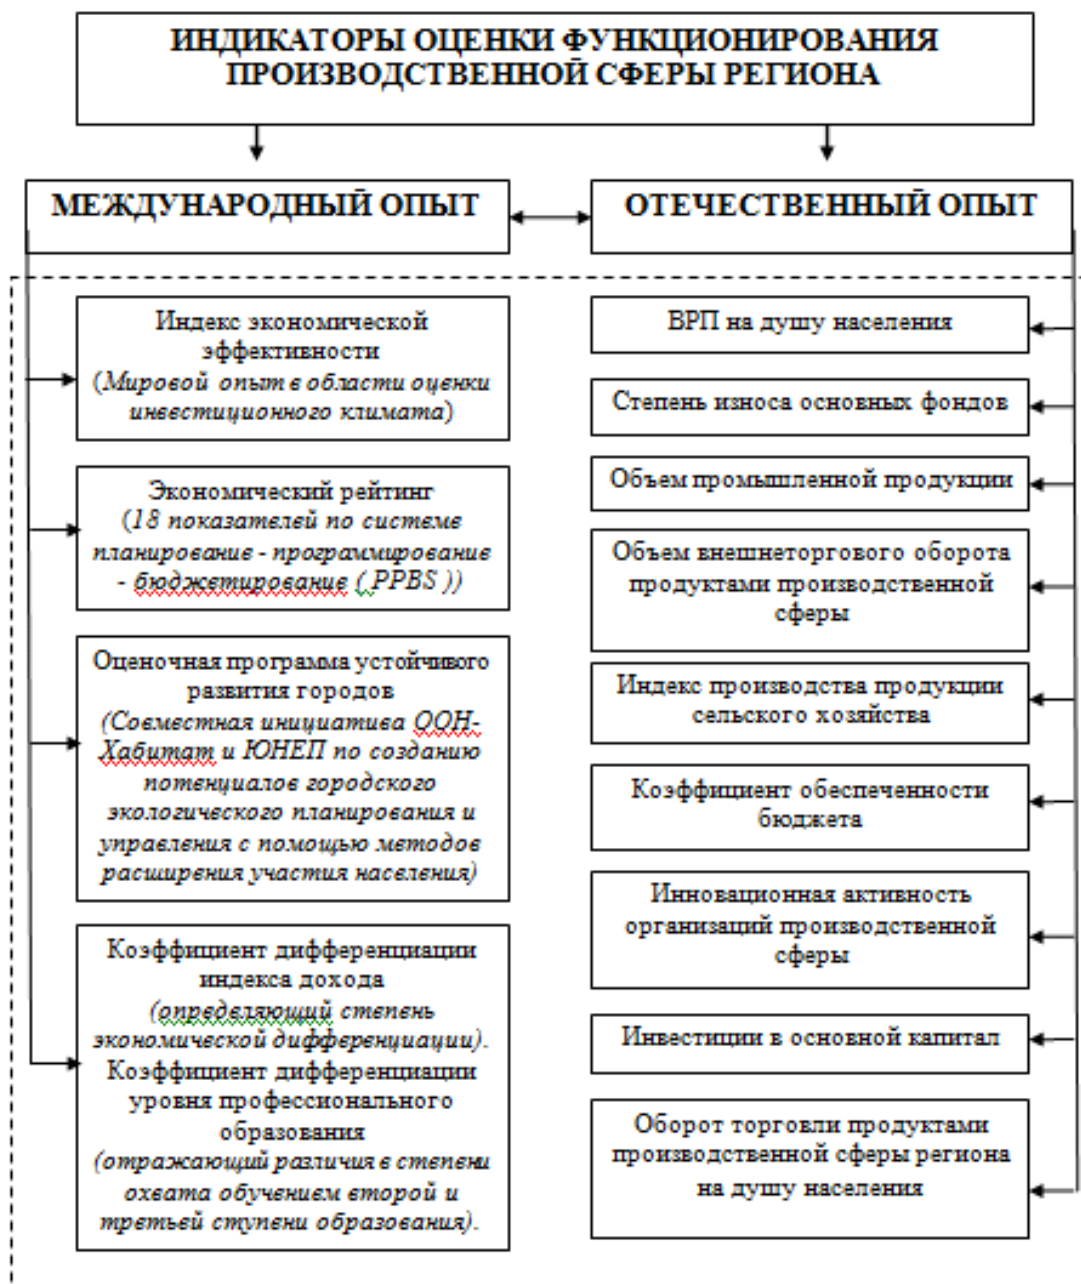 ИНДИКАТОРЫ ОЦЕНКИ ФУНКЦИОНИРОВАНИЯ
ПРОИЗВОДСТВЕННОЙ СФЕРЫ РЕГИОНА
МЕЖДУНАРОДНЫЙ ОПЫТ
ОТЕЧЕСТВЕННЫЙ ОПЫТ
Индекс экономической
эффективности
(Мировой опыт в области оценки
инвестиционного климата)
Экономический рейтинг
(18 показателей по системе
планирование - программирование
- бюджетирование ( PPBS ))
Оценочная программа устойчивого
развития городов
(Совместная инициатива ООН-
Хабитат и ЮНЕП по созданию
потенциалов городского
экологического планирования и
управления с помощью методов
расширения участия населения)
Коэффициент дифференциации
индекса дохода
(определяющий степень
экономической дифференциации).
Коэффициент дифференциации
уровня профессионального
образования
(отражающий различия в степени
охвата обучением второй и
третьей ступени образования).
ВРП на душу населения
Степень износа основных фондов
Объем промышленной продукции
Объем внешнеторгового оборота
продуктами производственной
сферы
Индекс производства продукции
сельского хозяйства
Коэффициент обеспеченности
бюджета
Инновационная активность
организаций производственной
сферы
Инвестиции в основной капитал
Оборот торговли продуктами
производственной сферы региона
на душу населения